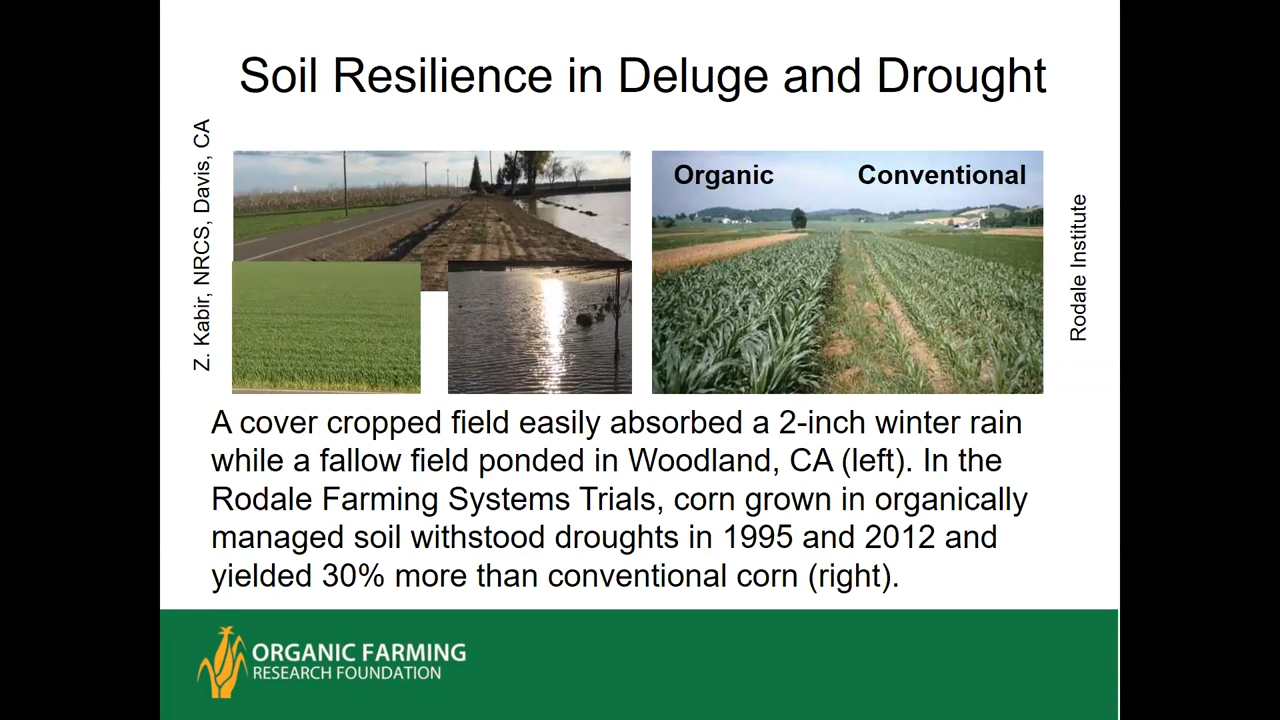 Soil Resilience in Deluge and Drought
Z. Kabir, NRCS, Davis, CA
Organic
Conventional
Rodale Institute
A cover cropped field easily absorbed a 2-inch winter rain
while a fallow field ponded in Woodland, CA (left). In the
Rodale Farming Systems Trials, corn grown in organically
managed soil withstood droughts in 1995 and 2012 and
yielded 30% more than conventional corn (right).
ORGANIC FARMING
RESEARCH FOUNDATION